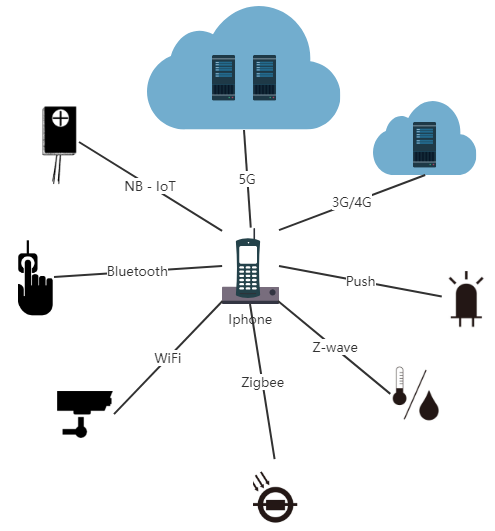 5G
NB - IoT
3G/4G
Bluetooth
Push
Iphone
Z-wave
WiFi
Zigbee